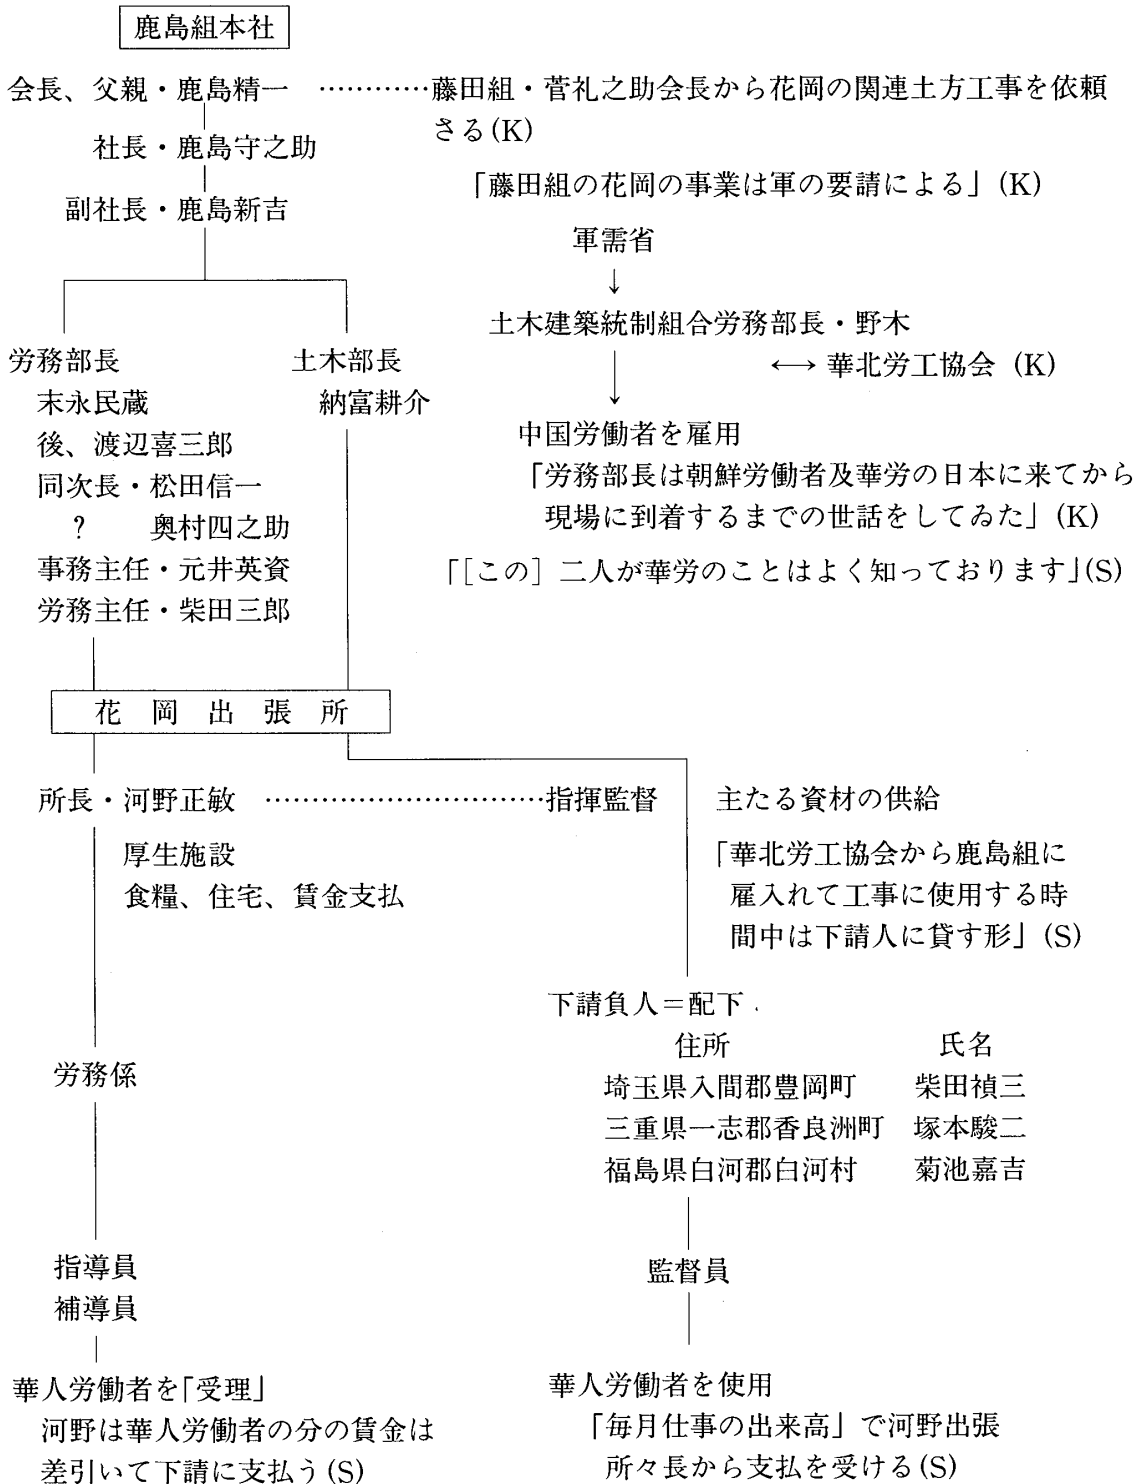 鹿島組本社
会長、父親・鹿島精一 …………藤田組・菅礼之助会長から花岡の関連土方工事を依頼
さる(K)
社長・鹿島守之助
「藤田組の花岡の事業は軍の要請による」(K)
副社長・鹿島新吉
軍需省
↓
土木建築統制組合労務部長・野木
↓
⟷ 華北労工協会 (K)
中国労働者を雇用
「労務部長は朝鮮労働者及華労の日本に来てから
現場に到着するまでの世話をしてゐた」(K)
「[この] 二人が華労のことはよく知っております」(S)
労務部長
末永民蔵
後、渡辺喜三郎
同次長・松田信一
? 奥村四之助
事務主任・元井英資
労務主任・柴田三郎
土木部長
納富耕介
花岡出張所
所長・河野正敏 …………………………指揮監督
厚生施設
食糧、住宅、賃金支払
主たる資材の供給
「華北労工協会から鹿島組に
雇入れて工事に使用する時
間中は下請人に貸す形」(S)
労務係
指導員
補導員
華人労働者を「受理」
河野は華人労働者の分の賃金は
差引いて下請に支払う(S)
下請負人＝配下
住所 氏名
埼玉県入間郡豊岡町 柴田禎三
三重県一志郡香良洲町 塚本駿二
福島県白河郡白河村 菊池嘉吉
監督員
華人労働者を使用
「毎月仕事の出来高」で河野出張
所々長から支払を受ける(S)